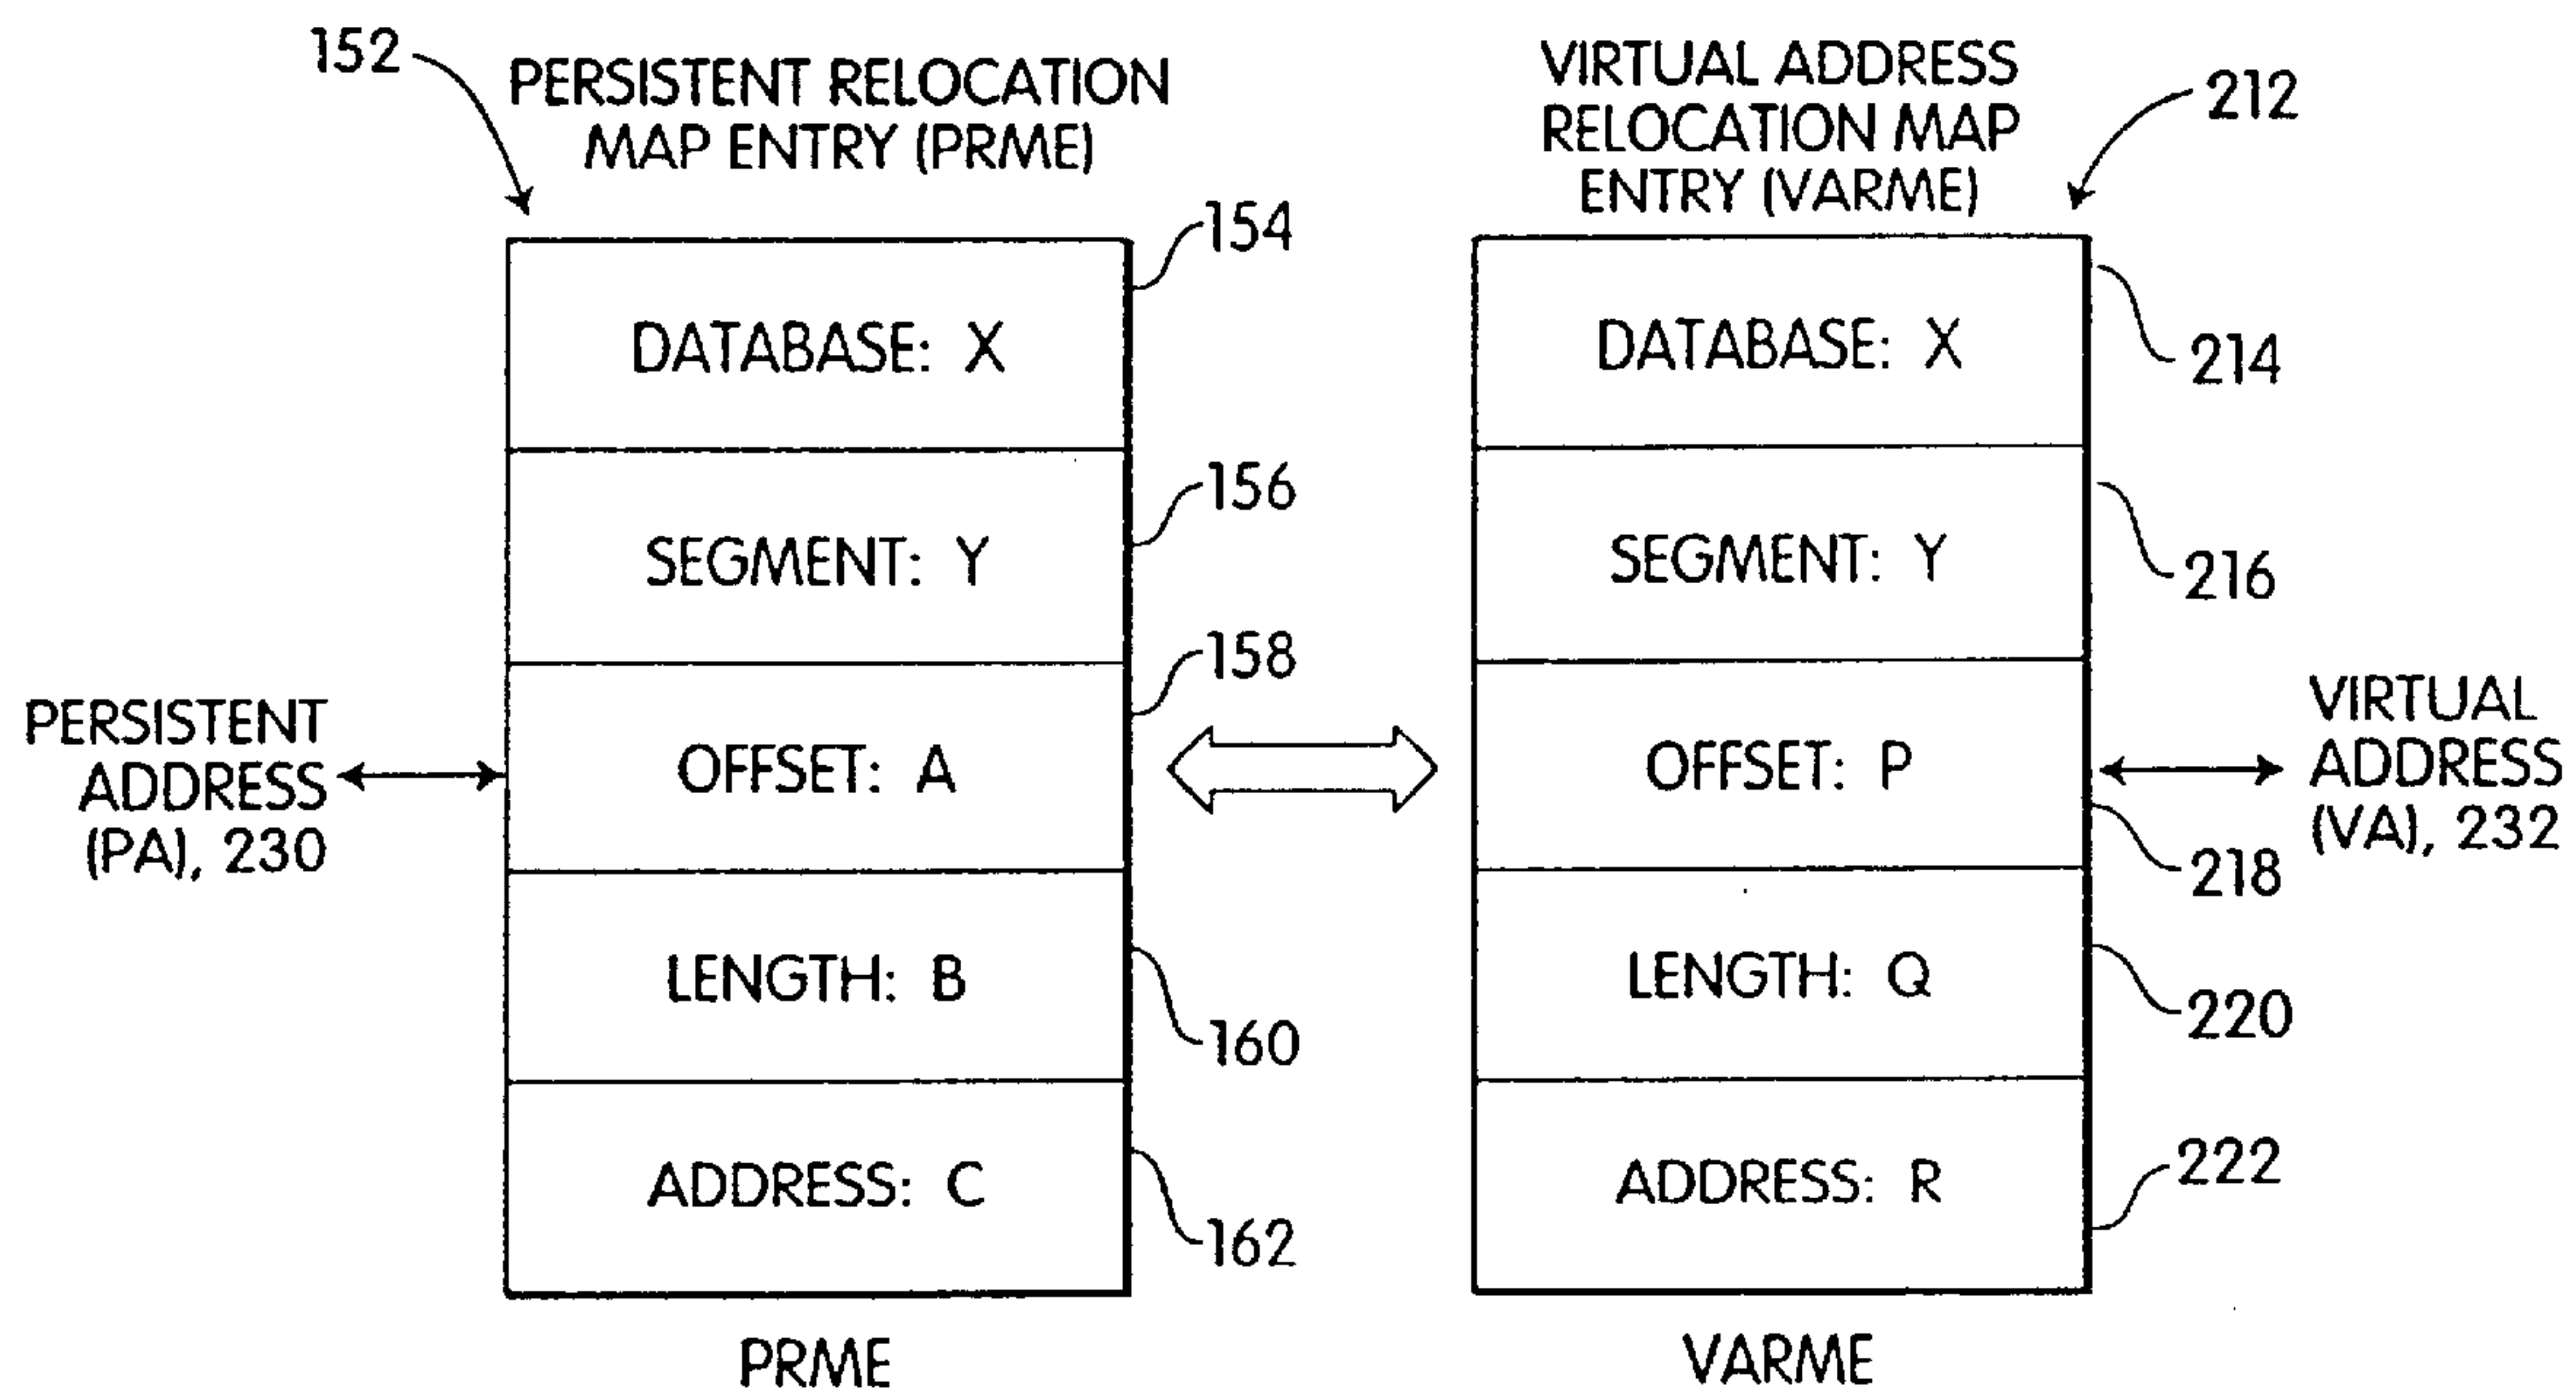 152
PERSISTENT RELOCATION
MAP ENTRY (PRME)
154
DATABASE: X
156
SEGMENT: Y
158
PERSISTENT
ADDRESS
(PA), 230
OFFSET: A
LENGTH: B
160
ADDRESS: C
162
PRME
VIRTUAL ADDRESS
RELOCATION MAP
ENTRY (VARME)
212
DATABASE: X
214
SEGMENT: Y
216
OFFSET: P
VIRTUAL
ADDRESS
(VA), 232
218
LENGTH: Q
220
ADDRESS: R
222
VARME